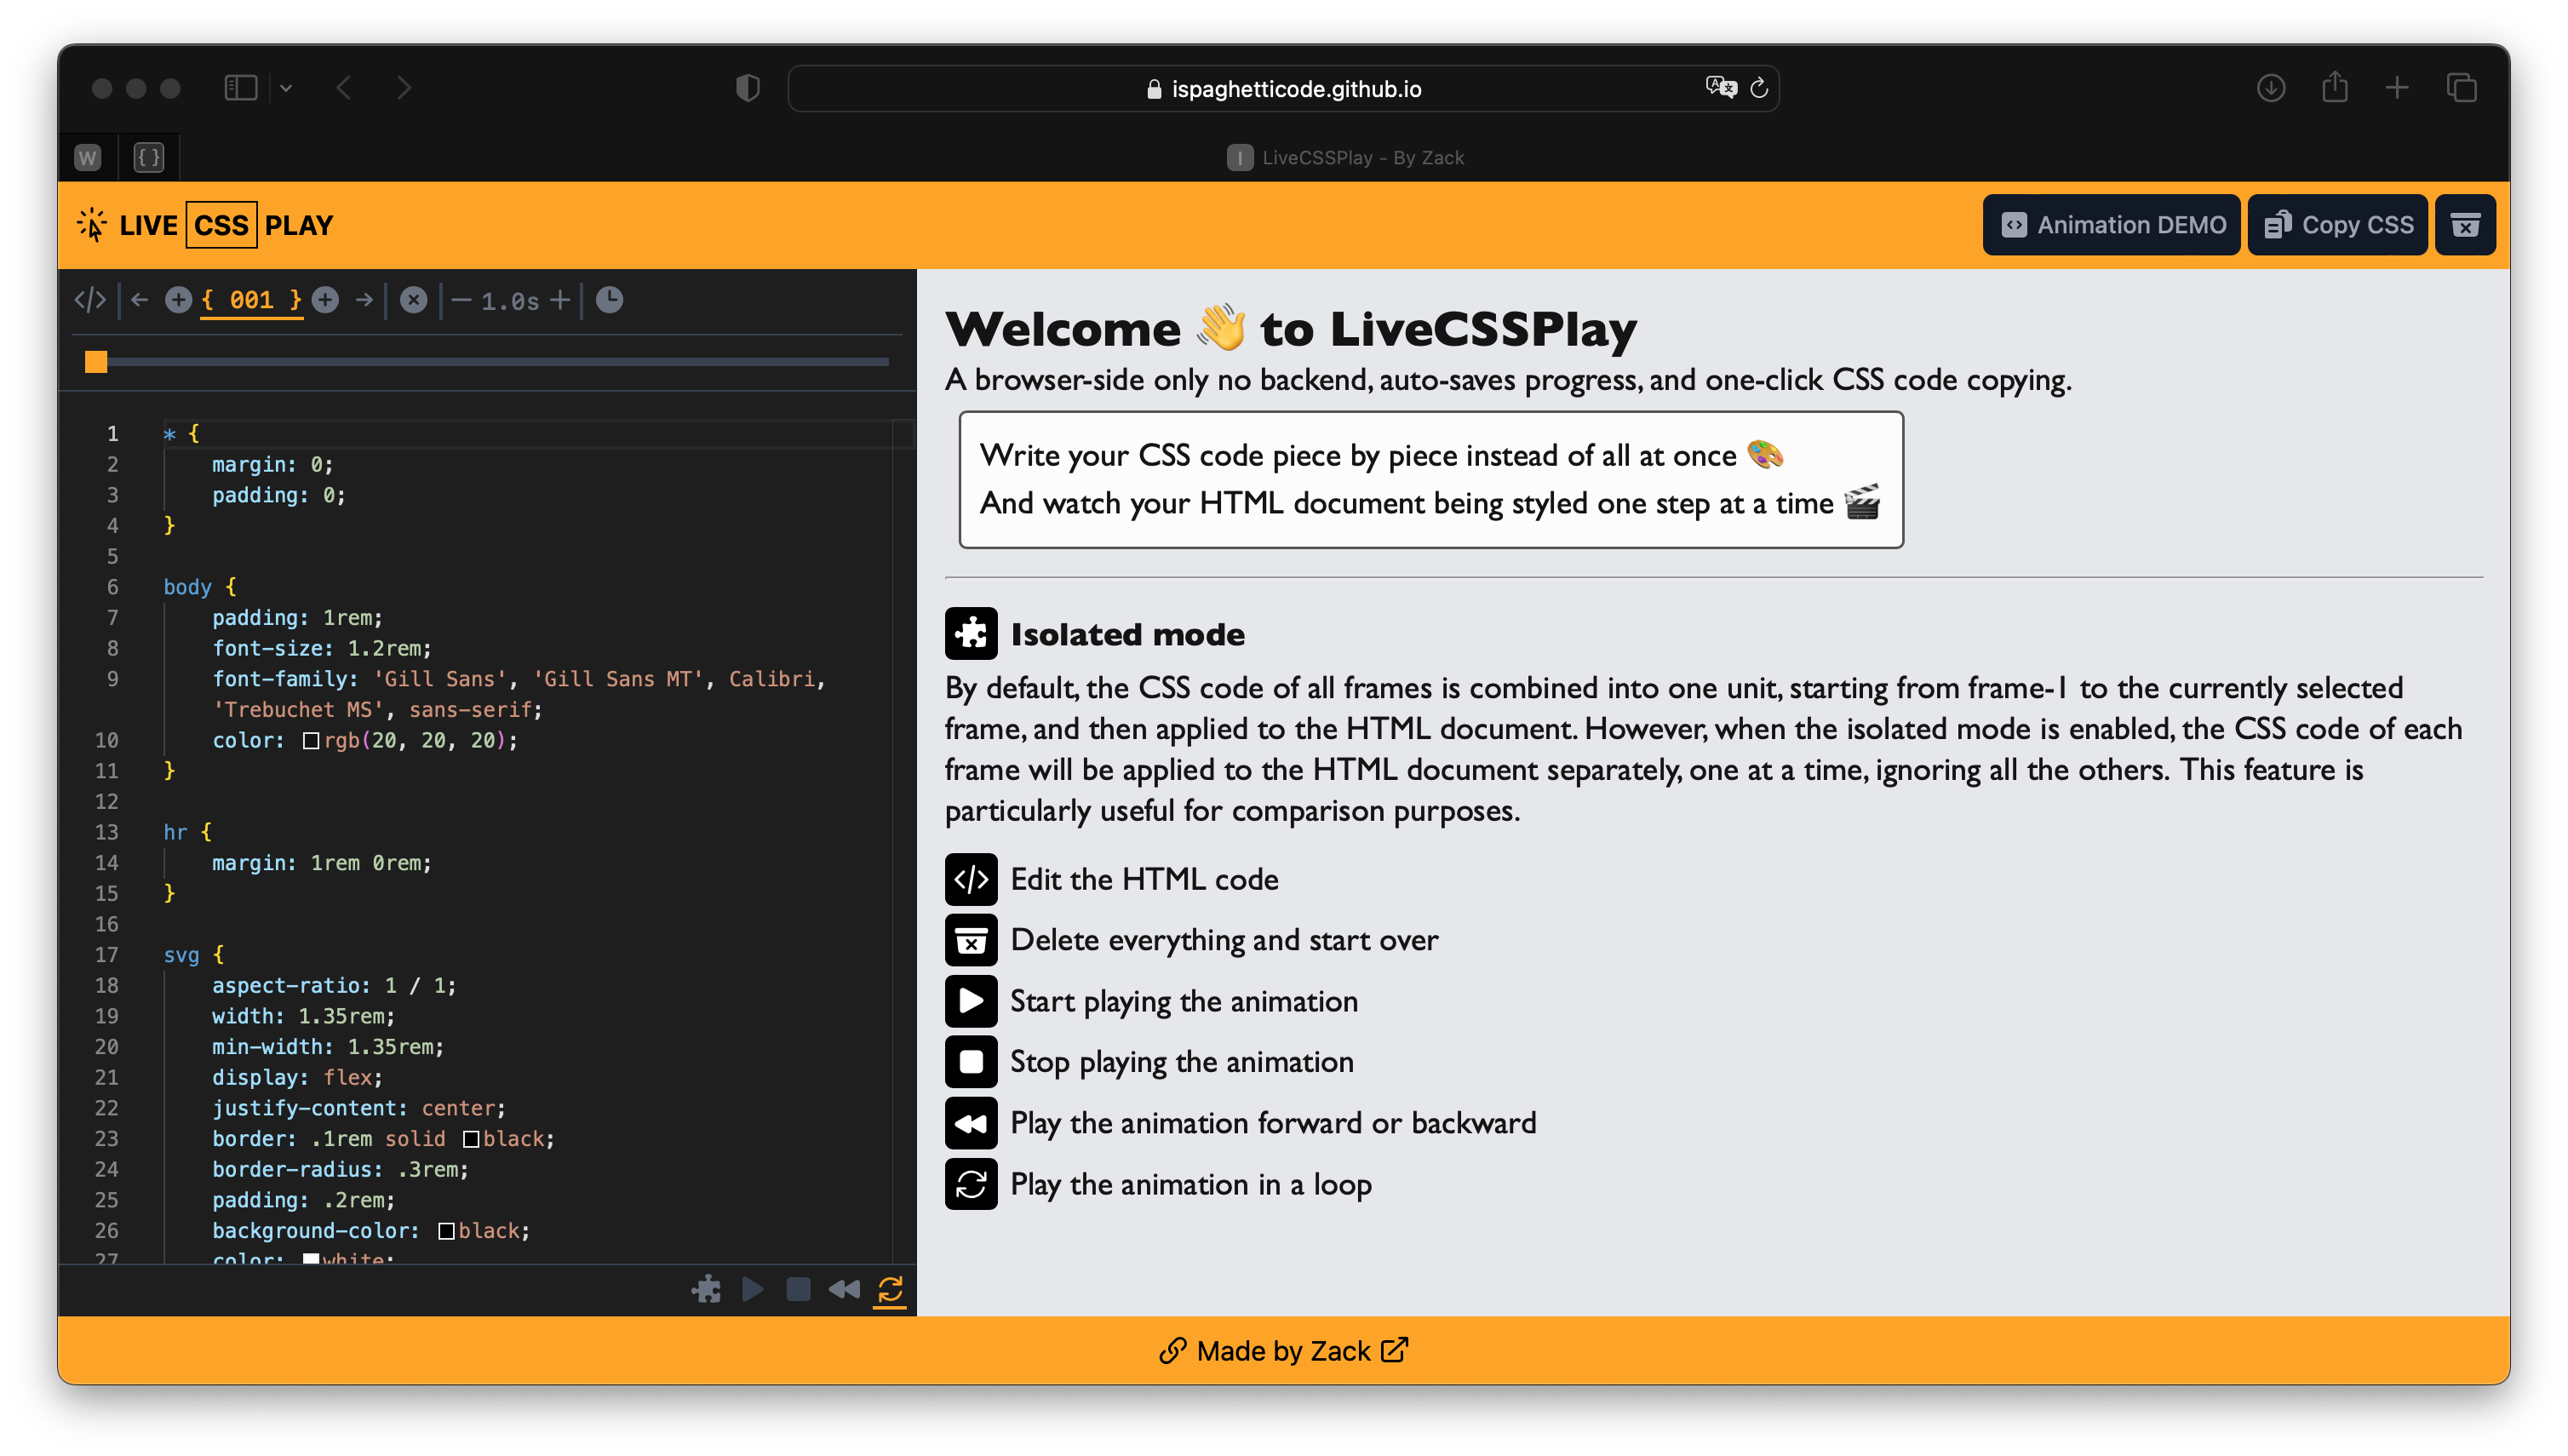 ispaghetticode.github.io
W
{ }
I LiveCSSPlay - By Zack
LIVE CSS PLAY
Animation DEMO
Copy CSS
{ 001 }
1.0s
1 * {
2 margin: 0;
3 padding: 0;
4 }
5
6 body {
7 padding: 1rem;
8 font-size: 1.2rem;
9 font-family: 'Gill Sans', 'Gill Sans MT', Calibri,
'Trebuchet MS', sans-serif;
10 color: rgb(20, 20, 20);
11 }
12
13 hr {
14 margin: 1rem 0rem;
15 }
16
17 svg {
18 aspect-ratio: 1 / 1;
19 width: 1.35rem;
20 min-width: 1.35rem;
21 display: flex;
22 justify-content: center;
23 border: .1rem solid black;
24 border-radius: .3rem;
25 padding: .2rem;
26 background-color: black;
27 color: white;
Welcome 👋 to LiveCSSPlay
A browser-side only no backend, auto-saves progress, and one-click CSS code copying.
Write your CSS code piece by piece instead of all at once 🎨
And watch your HTML document being styled one step at a time 🎬
Isolated mode
By default, the CSS code of all frames is combined into one unit, starting from frame-1 to the currently selected
frame, and then applied to the HTML document. However, when the isolated mode is enabled, the CSS code of each
frame will be applied to the HTML document separately, one at a time, ignoring all the others. This feature is
particularly useful for comparison purposes.
Edit the HTML code
Delete everything and start over
Start playing the animation
Stop playing the animation
Play the animation forward or backward
Play the animation in a loop
Made by Zack